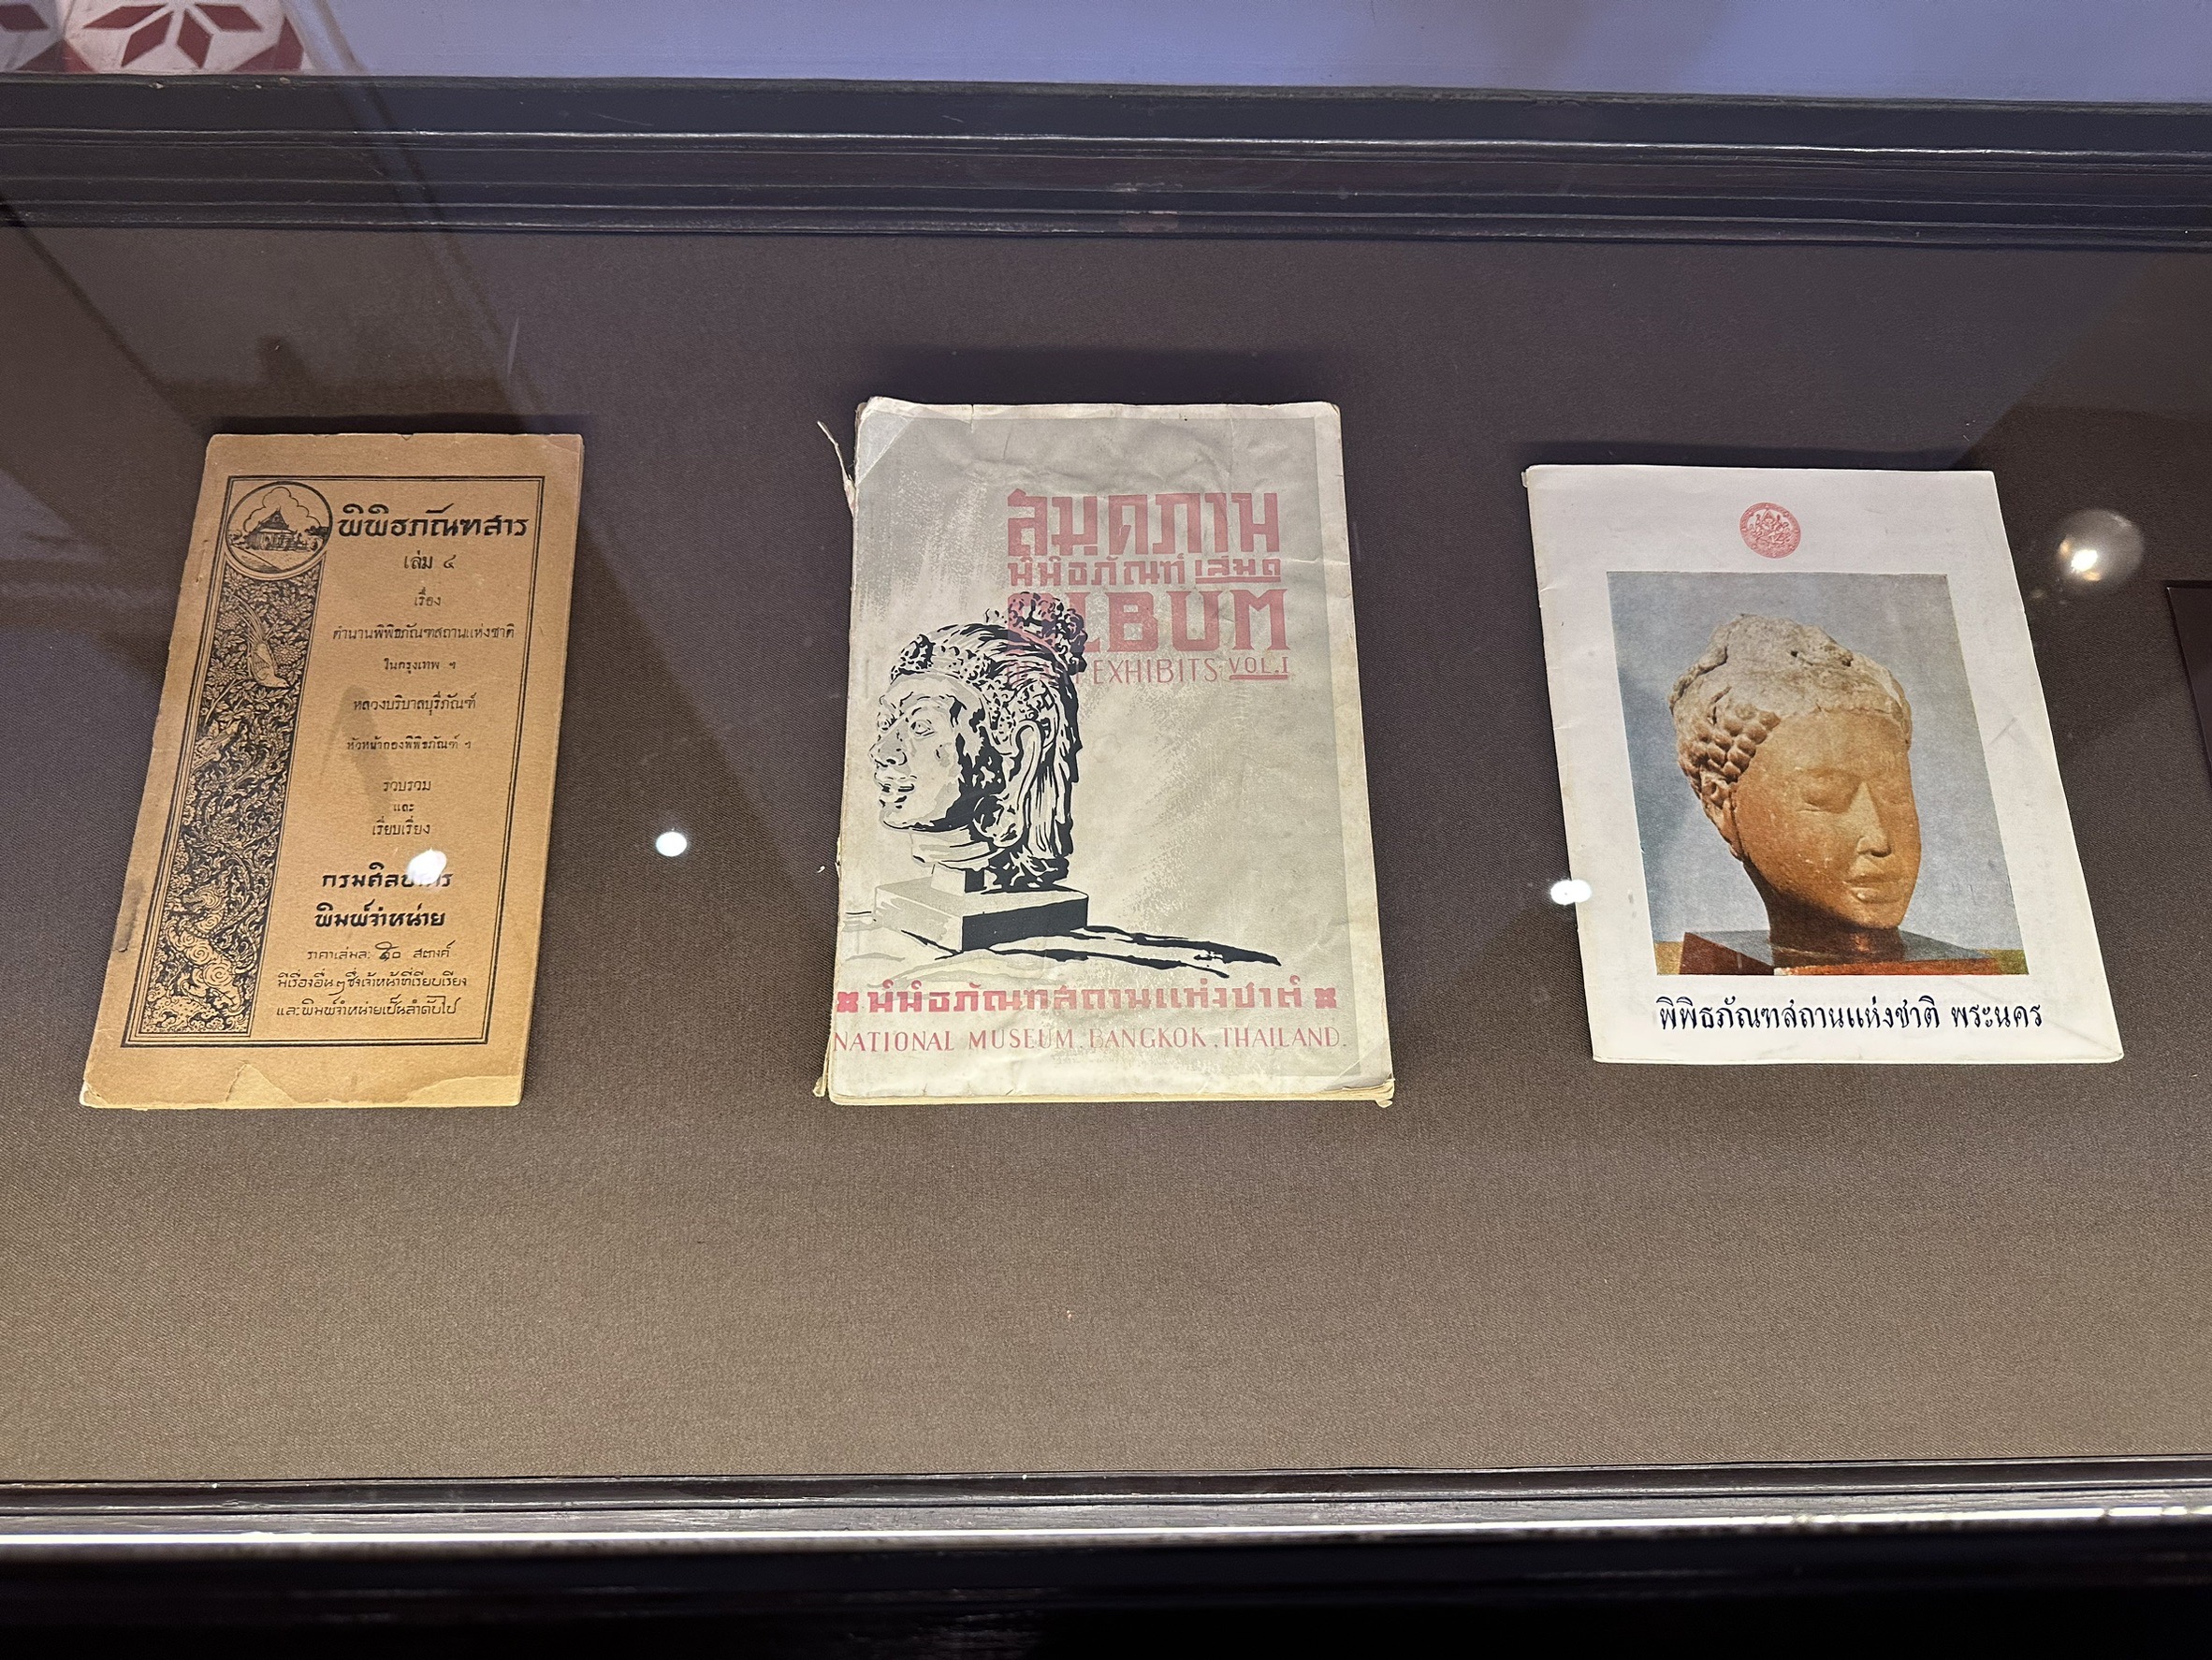 พิพิธภัณฑสาร
เล่ม ๔
เรื่อง
ตำนานพิพิธภัณฑสถานแห่งชาติ
ในกรุงเทพ ฯ
หลวงบริบาลบุรีภัณฑ์
หัวหน้ากองพิพิธภัณฑ์ ฯ
รวบรวม
และ
เรียบเรียง
กรมศิลปากร
พิมพ์จำหน่าย
ราคาเล่มละ ๕๐ สตางค์
มีเรื่องอื่น ๆ ซึ่งเจ้าหน้าที่เรียบเรียง
และพิมพ์จำหน่ายเป็นลำดับไป
สมุดภาพ
พิพิธภัณฑ์ เล่ม ๑
ALBUM
EXHIBITS VOL.I
พิพิธภัณฑสถานแห่งชาติ
NATIONAL MUSEUM, BANGKOK, THAILAND.
พิพิธภัณฑสถานแห่งชาติ พระนคร